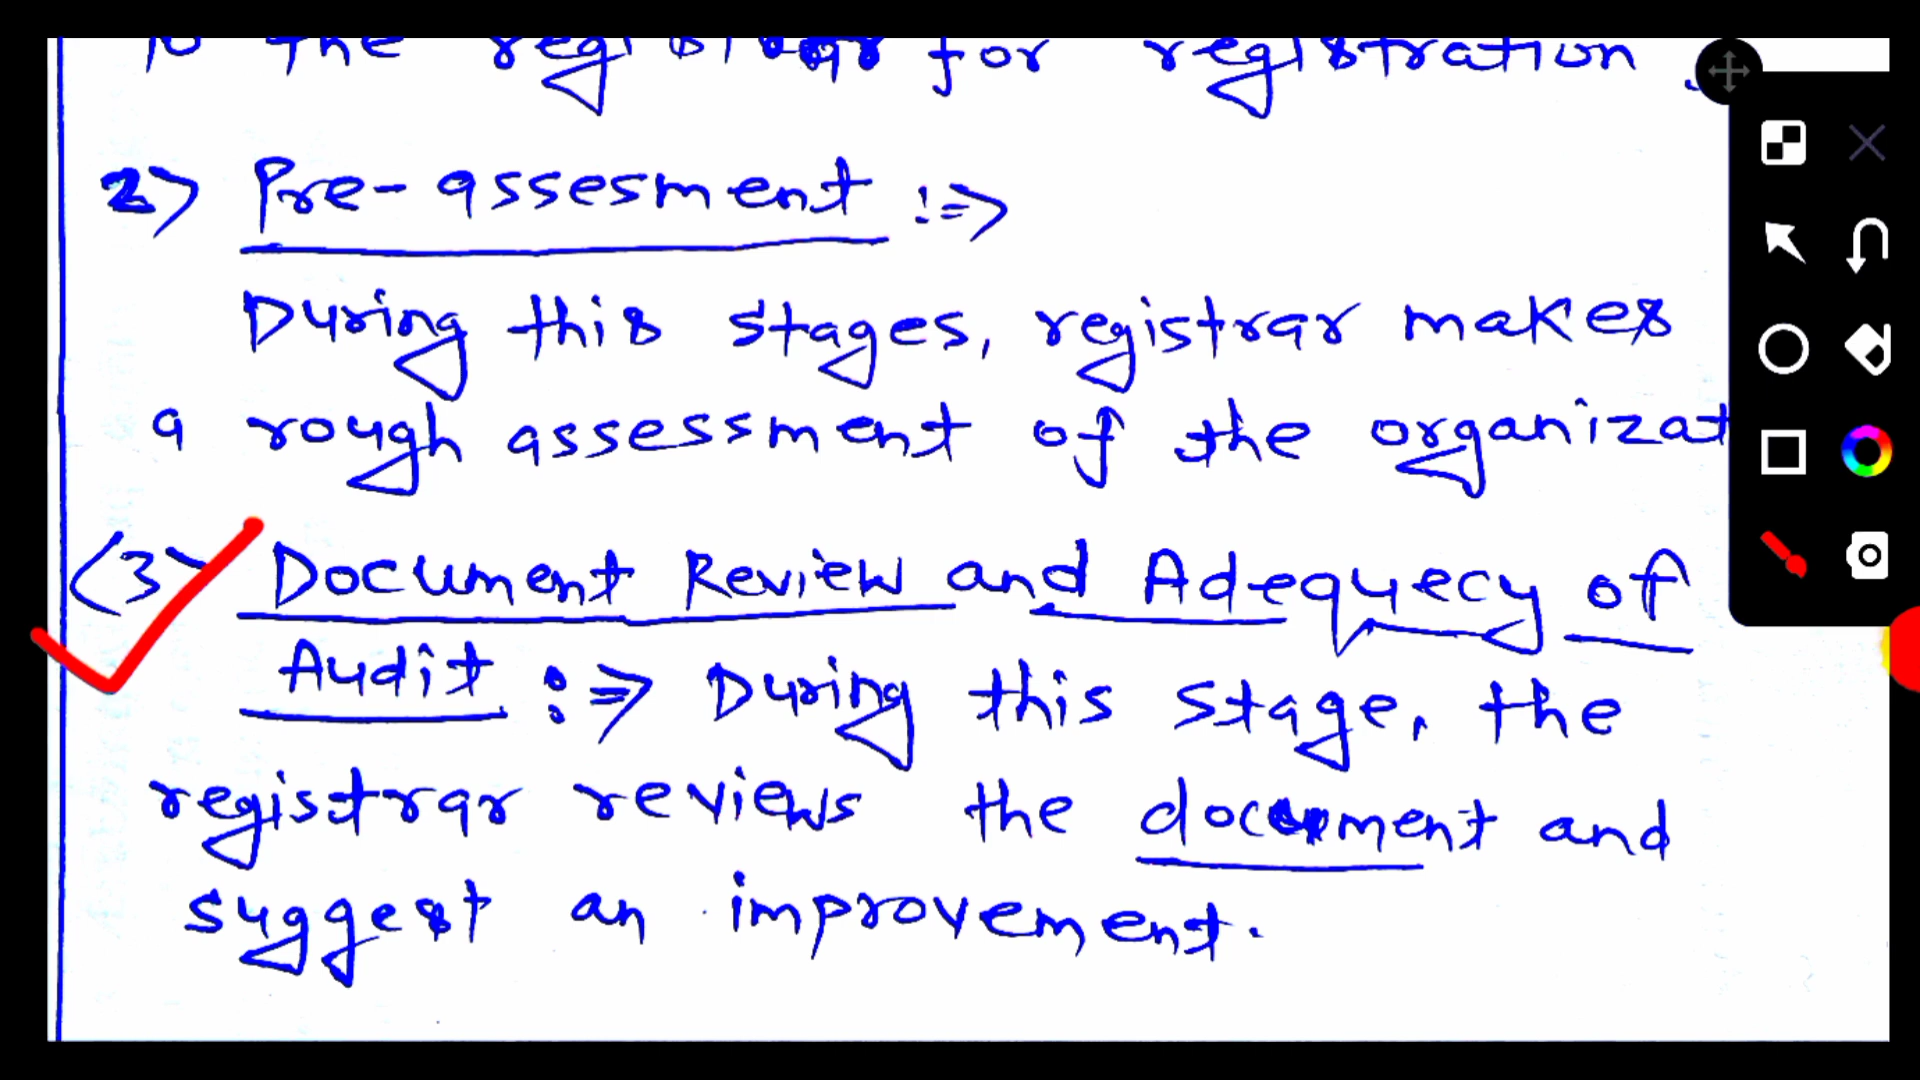 to the registrar for registration.
2) Pre-assesment :=>
During this stages, registrar makes
a rough assessment of the organizat
(3) Document Review and Adequecy of
Audit :=> During this stage, the
registrar reviews the document and
suggest an improvement.